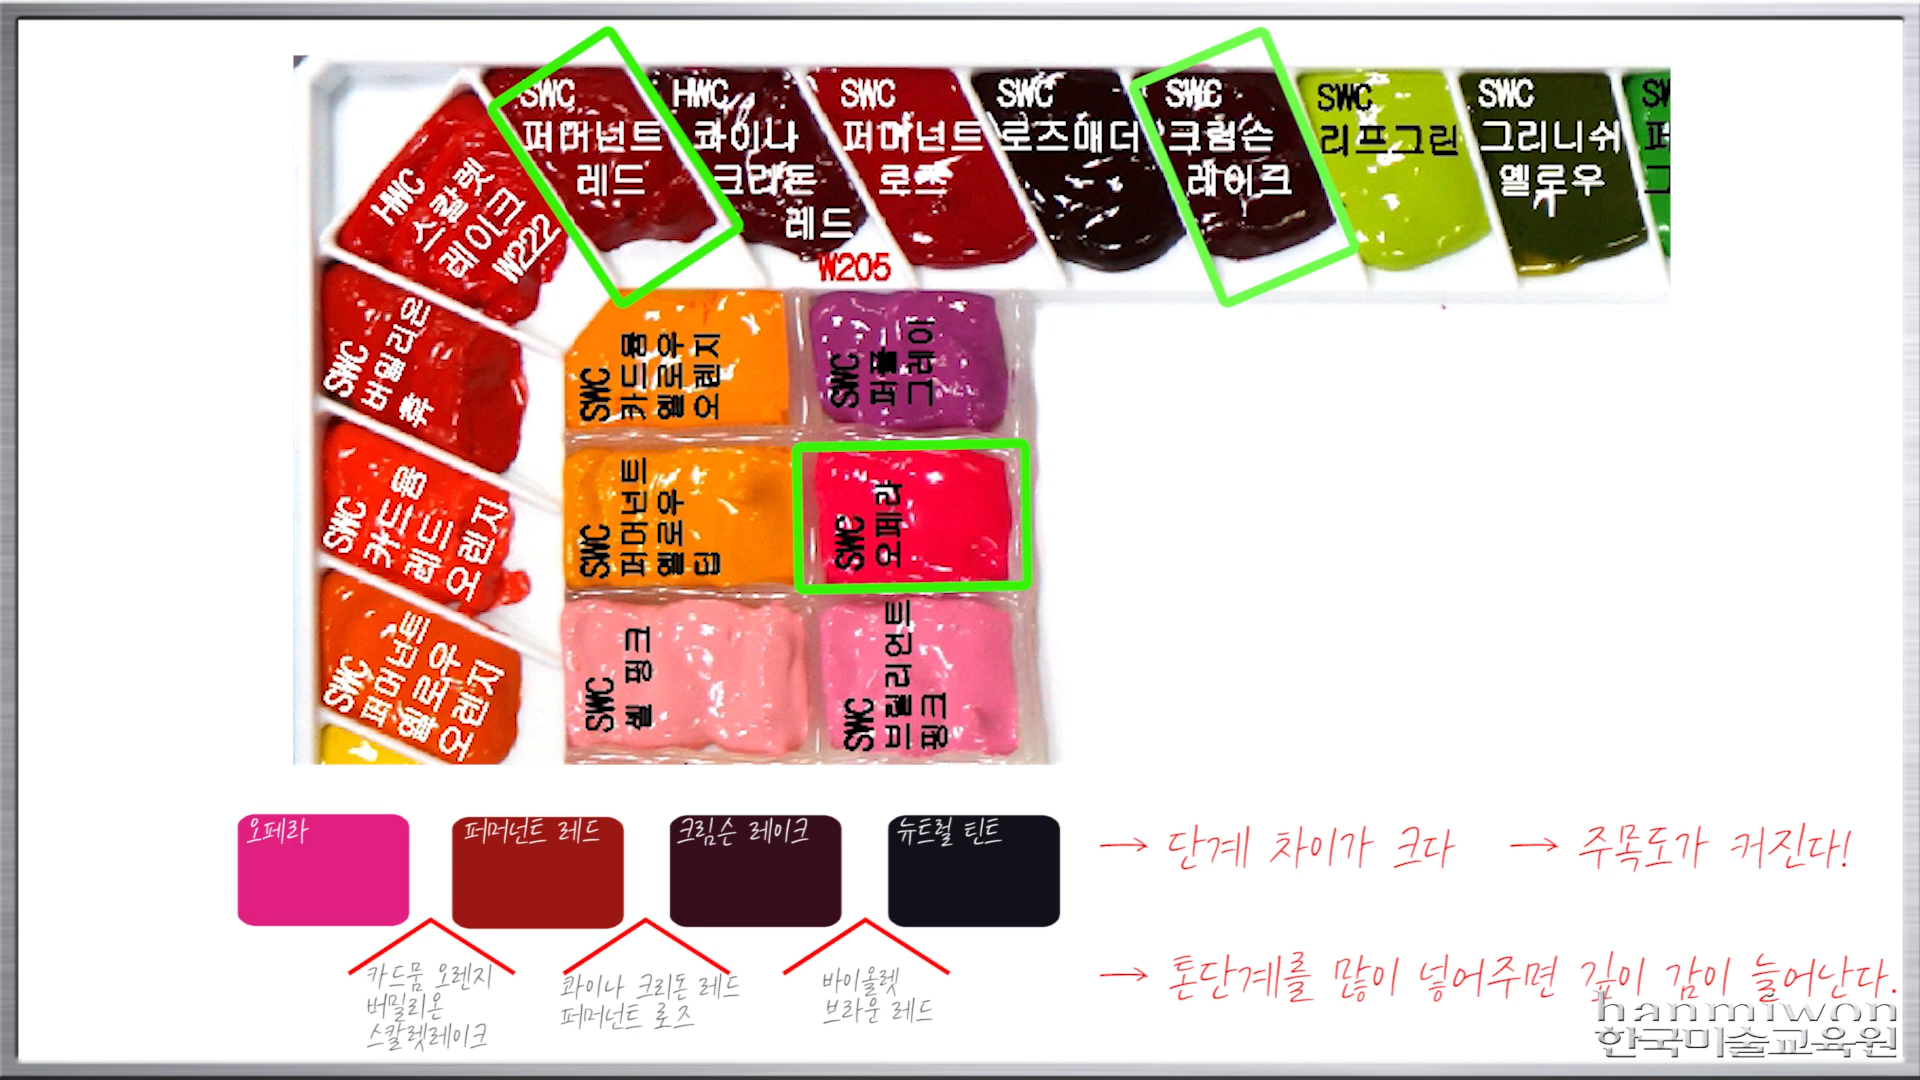 SWC
퍼머넌트
레드
HWC
콰이나
크리돈
레드
W205
SWC
퍼머넌트
로즈
SWC
로즈매더
SWC
크림슨
레이크
SWC
리프그린
SWC
그리니쉬
옐로우
HWC
스칼렛
레이크
W222
SWC
버밀리온
휴
SWC
카드뮴
레드
오렌지
SWC
퍼머넌트
옐로우
오렌지
SWC
카드뮴
옐로우
오렌지
SWC
퍼플
그레이
SWC
퍼머넌트
옐로우
딥
SWC
오페라
SWC
쉘 핑크
SWC
브릴리언트
핑크
오페라
퍼머넌트 레드
크림슨 레이크
뉴트럴 틴트
→ 단계 차이가 크다 → 주목도가 커진다!
카드뮴 오렌지
버밀리온
스칼렛레이크
콰이나 크리돈 레드
퍼머넌트 로즈
바이올렛
브라운 레드
→ 톤단계를 많이 넣어주면 깊이 감이 늘어난다.
hanmiwon
한국미술교육원